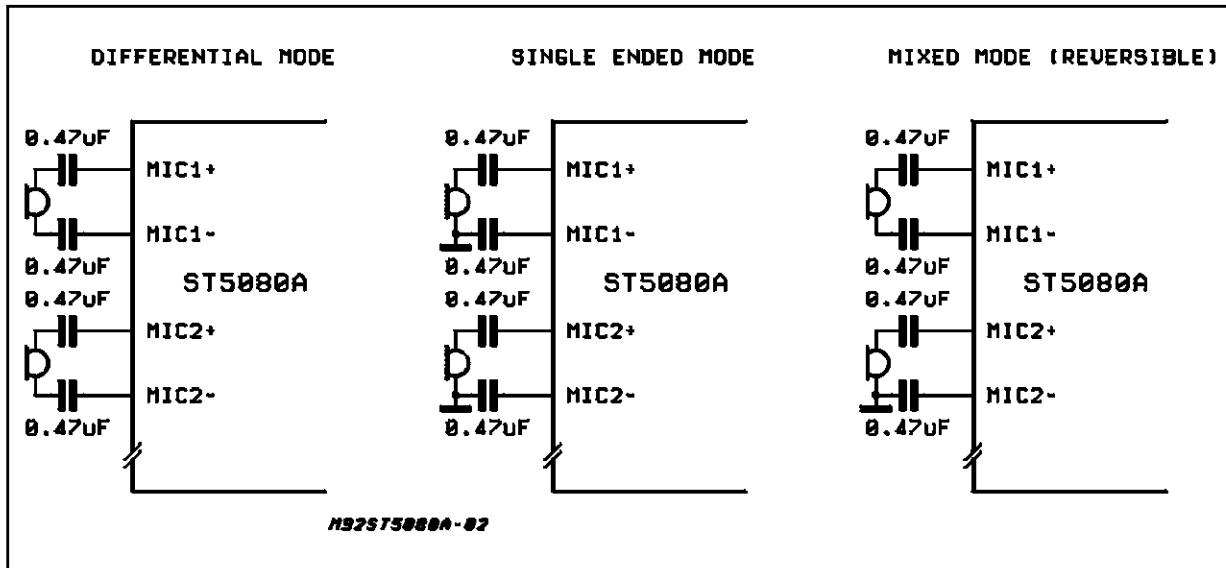 DIFFERENTIAL MODE
0.47uF
MIC1+
MIC1-
0.47uF
ST5080A
0.47uF
MIC2+
MIC2-
0.47uF
SINGLE ENDED MODE
0.47uF
MIC1+
MIC1-
0.47uF
ST5080A
0.47uF
MIC2+
MIC2-
0.47uF
MIXED MODE (REVERSIBLE)
0.47uF
MIC1+
MIC1-
0.47uF
ST5080A
0.47uF
MIC2+
MIC2-
0.47uF
M92ST5080A-02